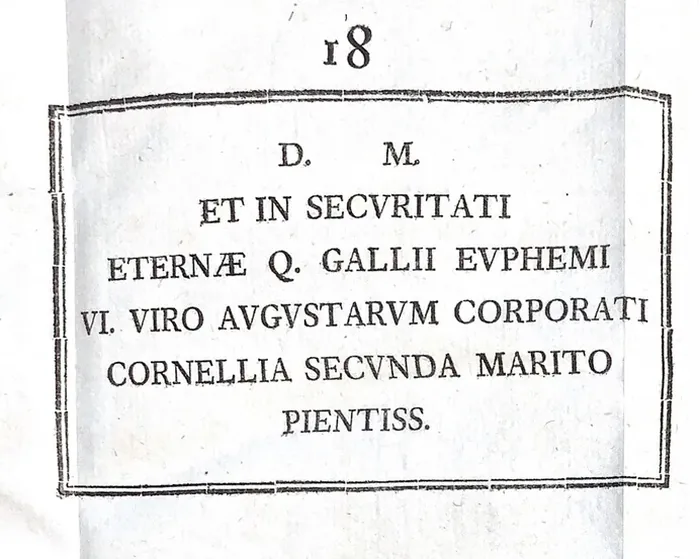 18
D. M.
ET IN SECVRITATI
ETERNÆ Q. GALLII EVPHEMI
VI. VIRO AVGVSTARVM CORPORATI
CORNELLIA SECVNDA MARITO
PIENTISS.